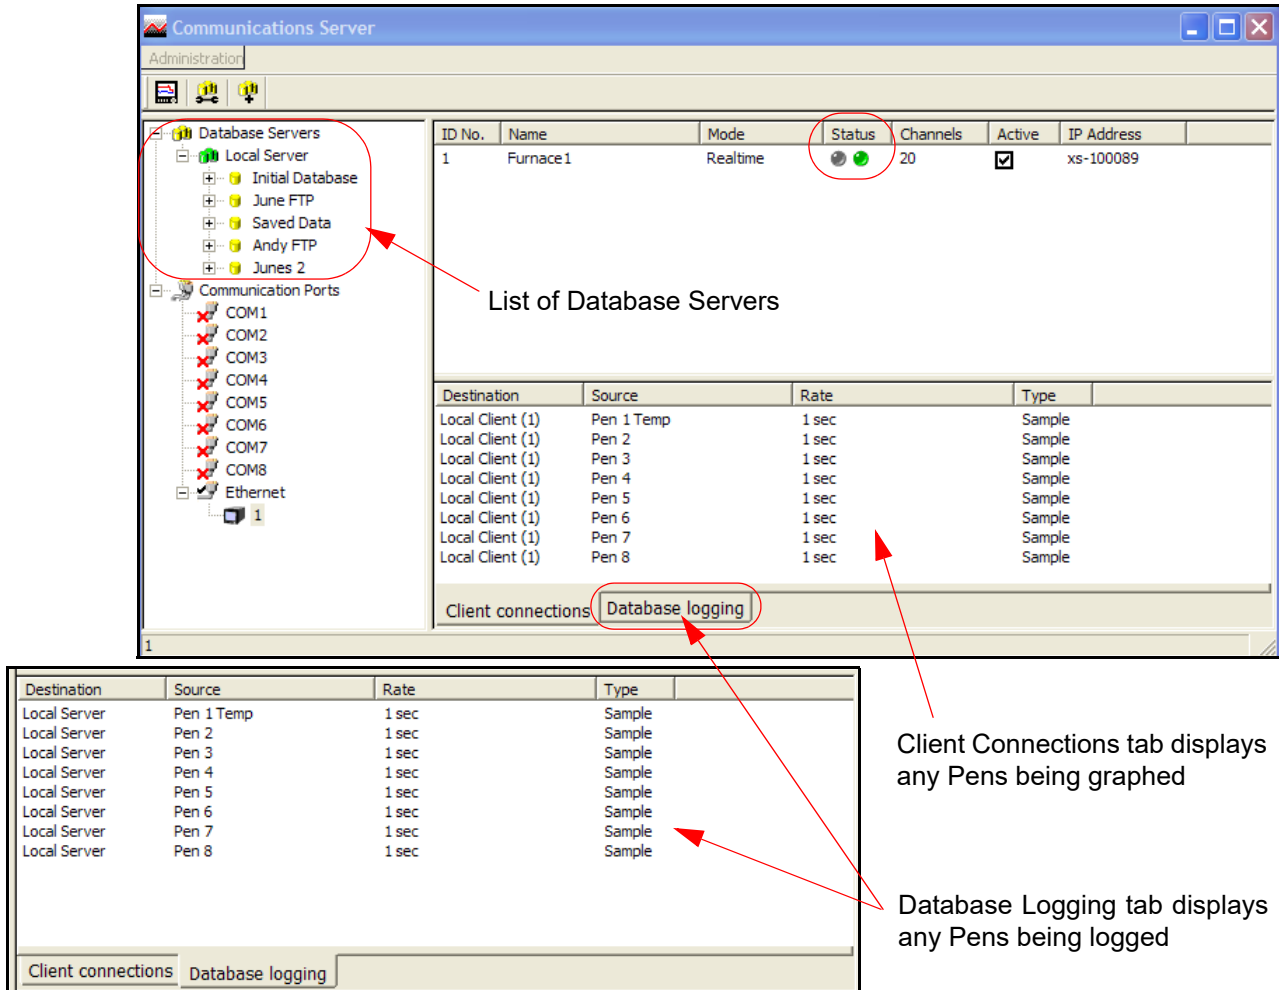 Communications Server
Administration
Database Servers
Local Server
Initial Database
June FTP
Saved Data
Andy FTP
Junes 2
Communication Ports
COM1
COM2
COM3
COM4
COM5
COM6
COM7
COM8
Ethernet
1
ID No. Name Mode Status Channels Active IP Address
1 Furnace1 Realtime 20 xs-100089
List of Database Servers
Destination Source Rate Type
Local Client (1) Pen 1 Temp 1 sec Sample
Local Client (1) Pen 2 1 sec Sample
Local Client (1) Pen 3 1 sec Sample
Local Client (1) Pen 4 1 sec Sample
Local Client (1) Pen 5 1 sec Sample
Local Client (1) Pen 6 1 sec Sample
Local Client (1) Pen 7 1 sec Sample
Local Client (1) Pen 8 1 sec Sample
Client connections Database logging
1
Destination Source Rate Type
Local Server Pen 1 Temp 1 sec Sample
Local Server Pen 2 1 sec Sample
Local Server Pen 3 1 sec Sample
Local Server Pen 4 1 sec Sample
Local Server Pen 5 1 sec Sample
Local Server Pen 6 1 sec Sample
Local Server Pen 7 1 sec Sample
Local Server Pen 8 1 sec Sample
Client connections Database logging
Client Connections tab displays
any Pens being graphed
Database Logging tab displays
any Pens being logged